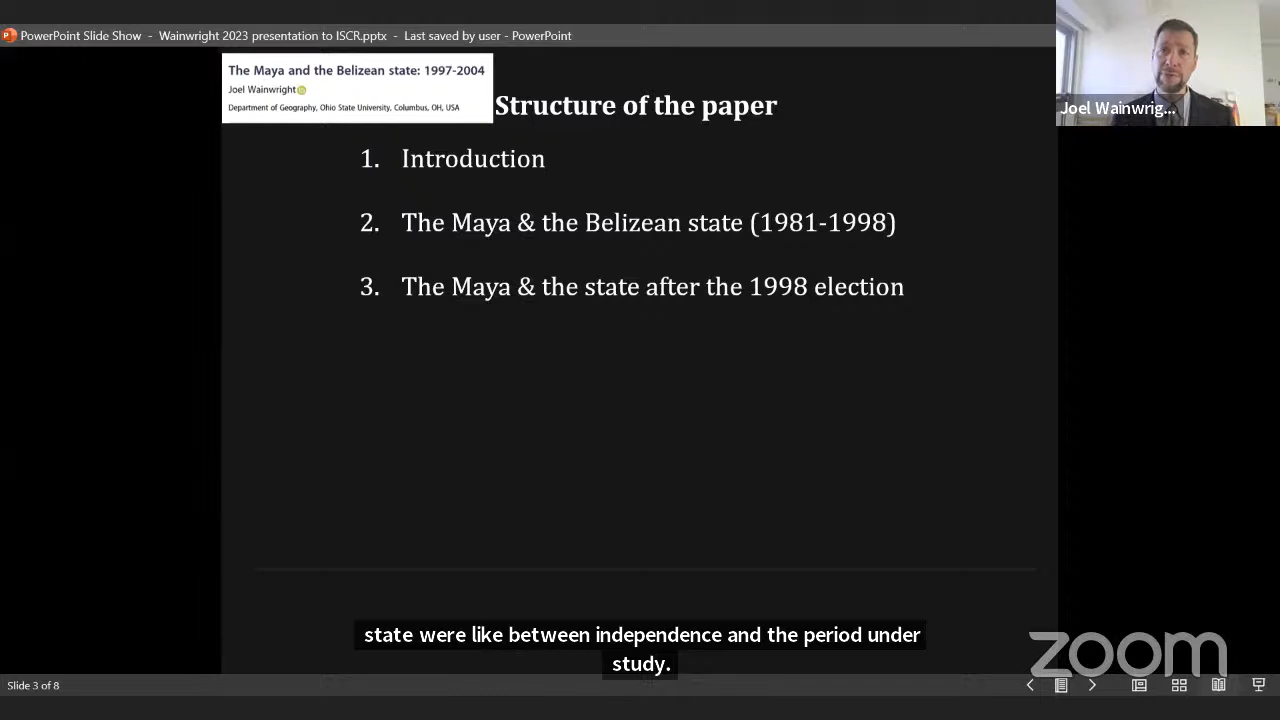 PowerPoint Slide Show - Wainwright 2023 presentation to ISCR.pptx - Last saved by user - PowerPoint
The Maya and the Belizean state: 1997-2004
Joel Wainwright
Department of Geography, Ohio State University, Columbus, OH, USA
Structure of the paper
Joel Wainwrig...
1. Introduction
2. The Maya & the Belizean state (1981-1998)
3. The Maya & the state after the 1998 election
state were like between independence and the period under
study.
zoom
Slide 3 of 8